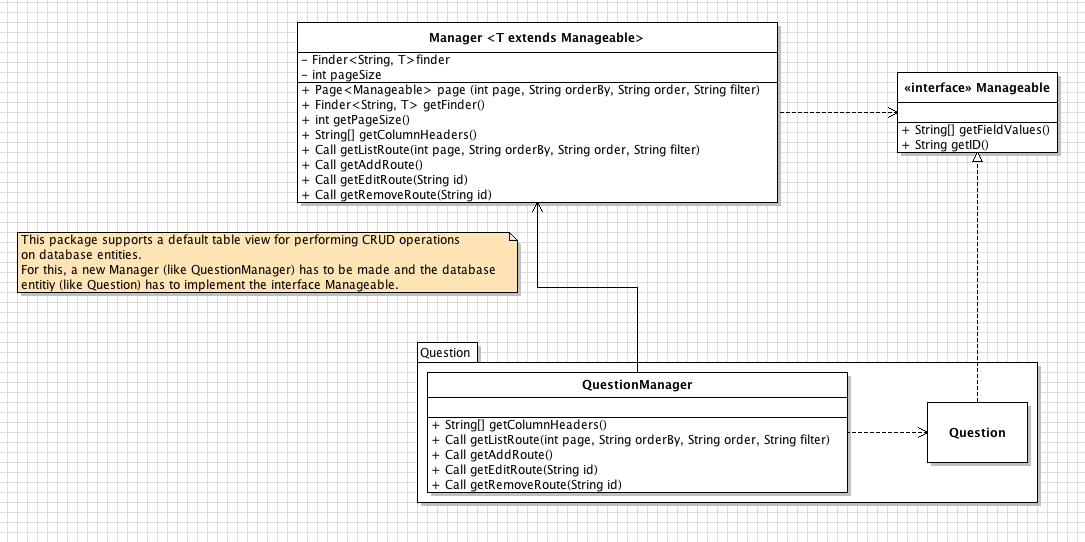 Manager <T extends Manageable>
- Finder<String, T>finder
- int pageSize
+ Page<Manageable> page (int page, String orderBy, String order, String filter)
+ Finder<String, T> getFinder()
+ int getPageSize()
+ String[] getColumnHeaders()
+ Call getListRoute(int page, String orderBy, String order, String filter)
+ Call getAddRoute()
+ Call getEditRoute(String id)
+ Call getRemoveRoute(String id)
«interface» Manageable
+ String[] getFieldValues()
+ String getID()
This package supports a default table view for performing CRUD operations
on database entities.
For this, a new Manager (like QuestionManager) has to be made and the database
entitiy (like Question) has to implement the interface Manageable.
Question
QuestionManager
+ String[] getColumnHeaders()
+ Call getListRoute(int page, String orderBy, String order, String filter)
+ Call getAddRoute()
+ Call getEditRoute(String id)
+ Call getRemoveRoute(String id)
Question